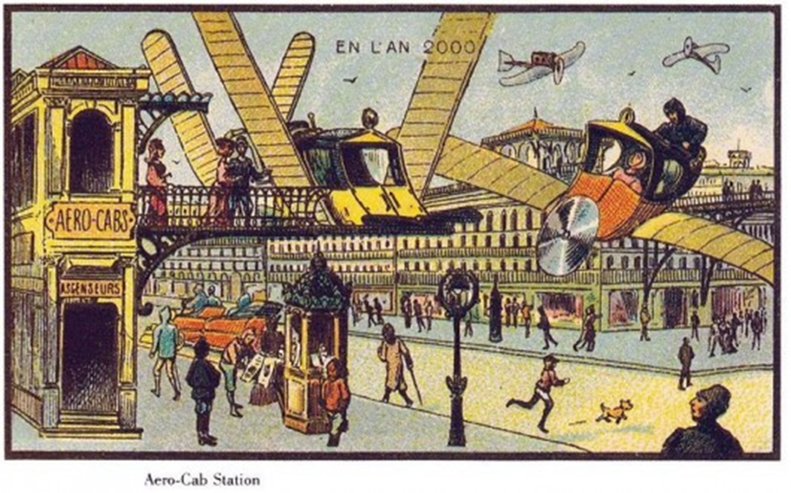 EN L'AN 2000
AERO-CABS
ASCENSEURS
Aero-Cab Station